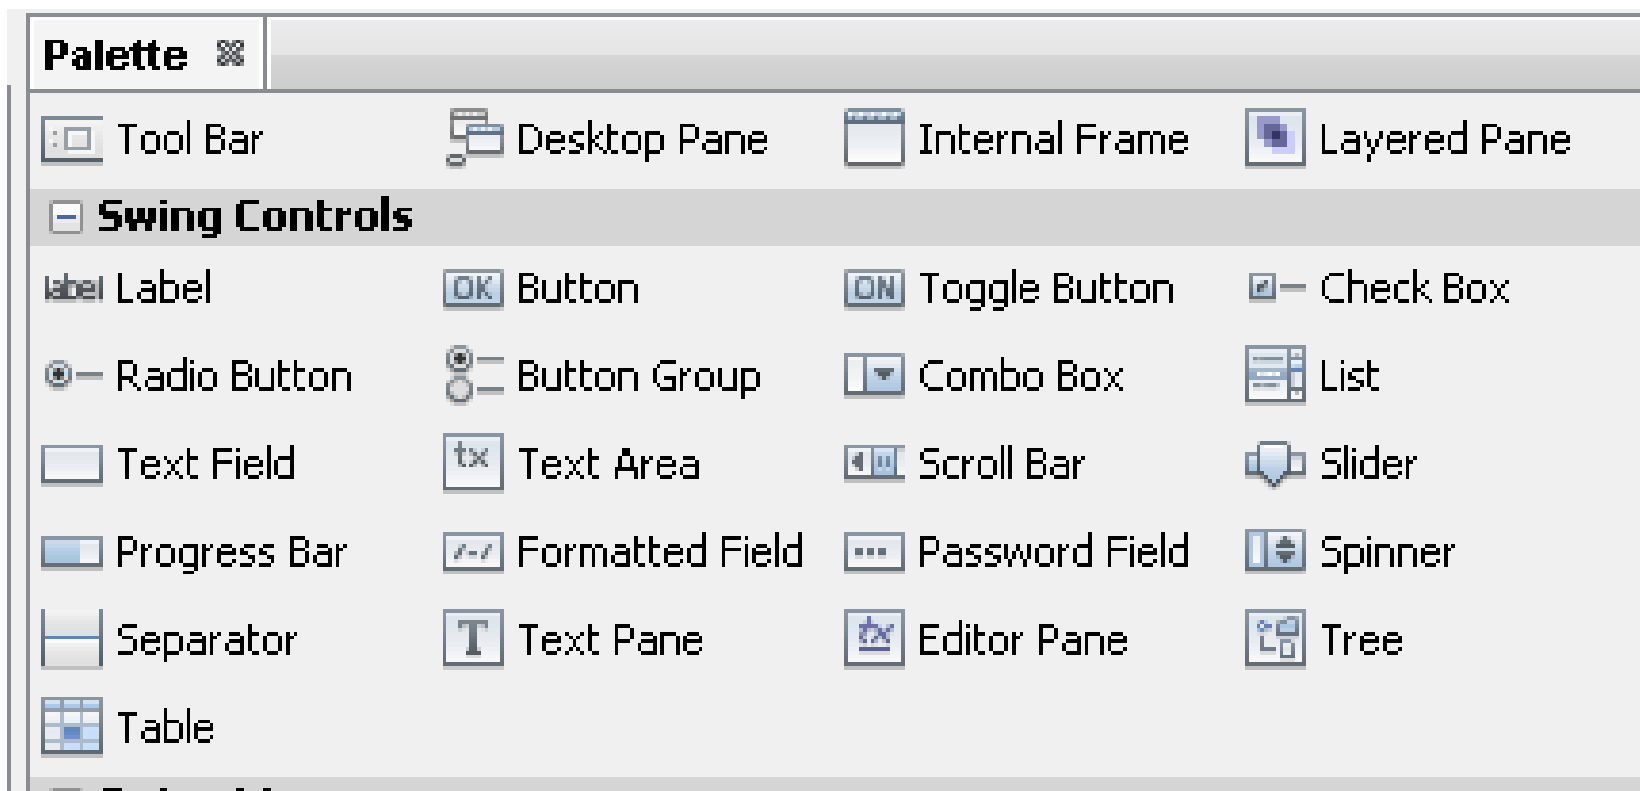 Palette
Tool Bar Desktop Pane Internal Frame Layered Pane
Swing Controls
label Label OK Button ON Toggle Button Check Box
Radio Button Button Group Combo Box List
Text Field tx Text Area Scroll Bar Slider
Progress Bar Formatted Field Password Field Spinner
Separator T Text Pane tx Editor Pane Tree
Table